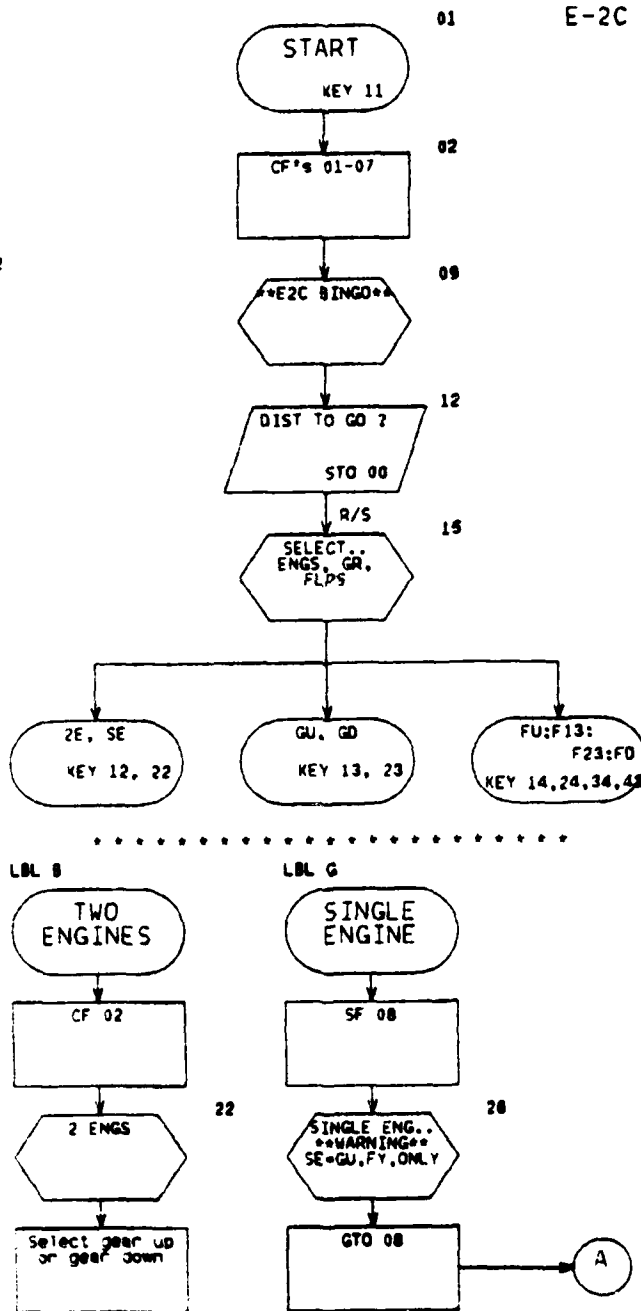 01
E-2C
START
KEY 11
02
CF's 01-07
09
**E2C BINGO**
12
DIST TO GO ?
STO 00
R/S
15
SELECT..
ENGS, GR,
FLPS
2E, SE
KEY 12, 22
GU, GD
KEY 13, 23
FU:F13:
F23:FD
KEY 14,24,34,
* * * * * * * * * * * * * * * * * * * * * * * *
LBL B
LBL G
TWO
ENGINES
SINGLE
ENGINE
CF 02
SF 08
22
2 ENGS
26
SINGLE ENG..
**WARNING**
SE=GU,FY,ONLY
Select gear up
or gear down
GTO 08
A